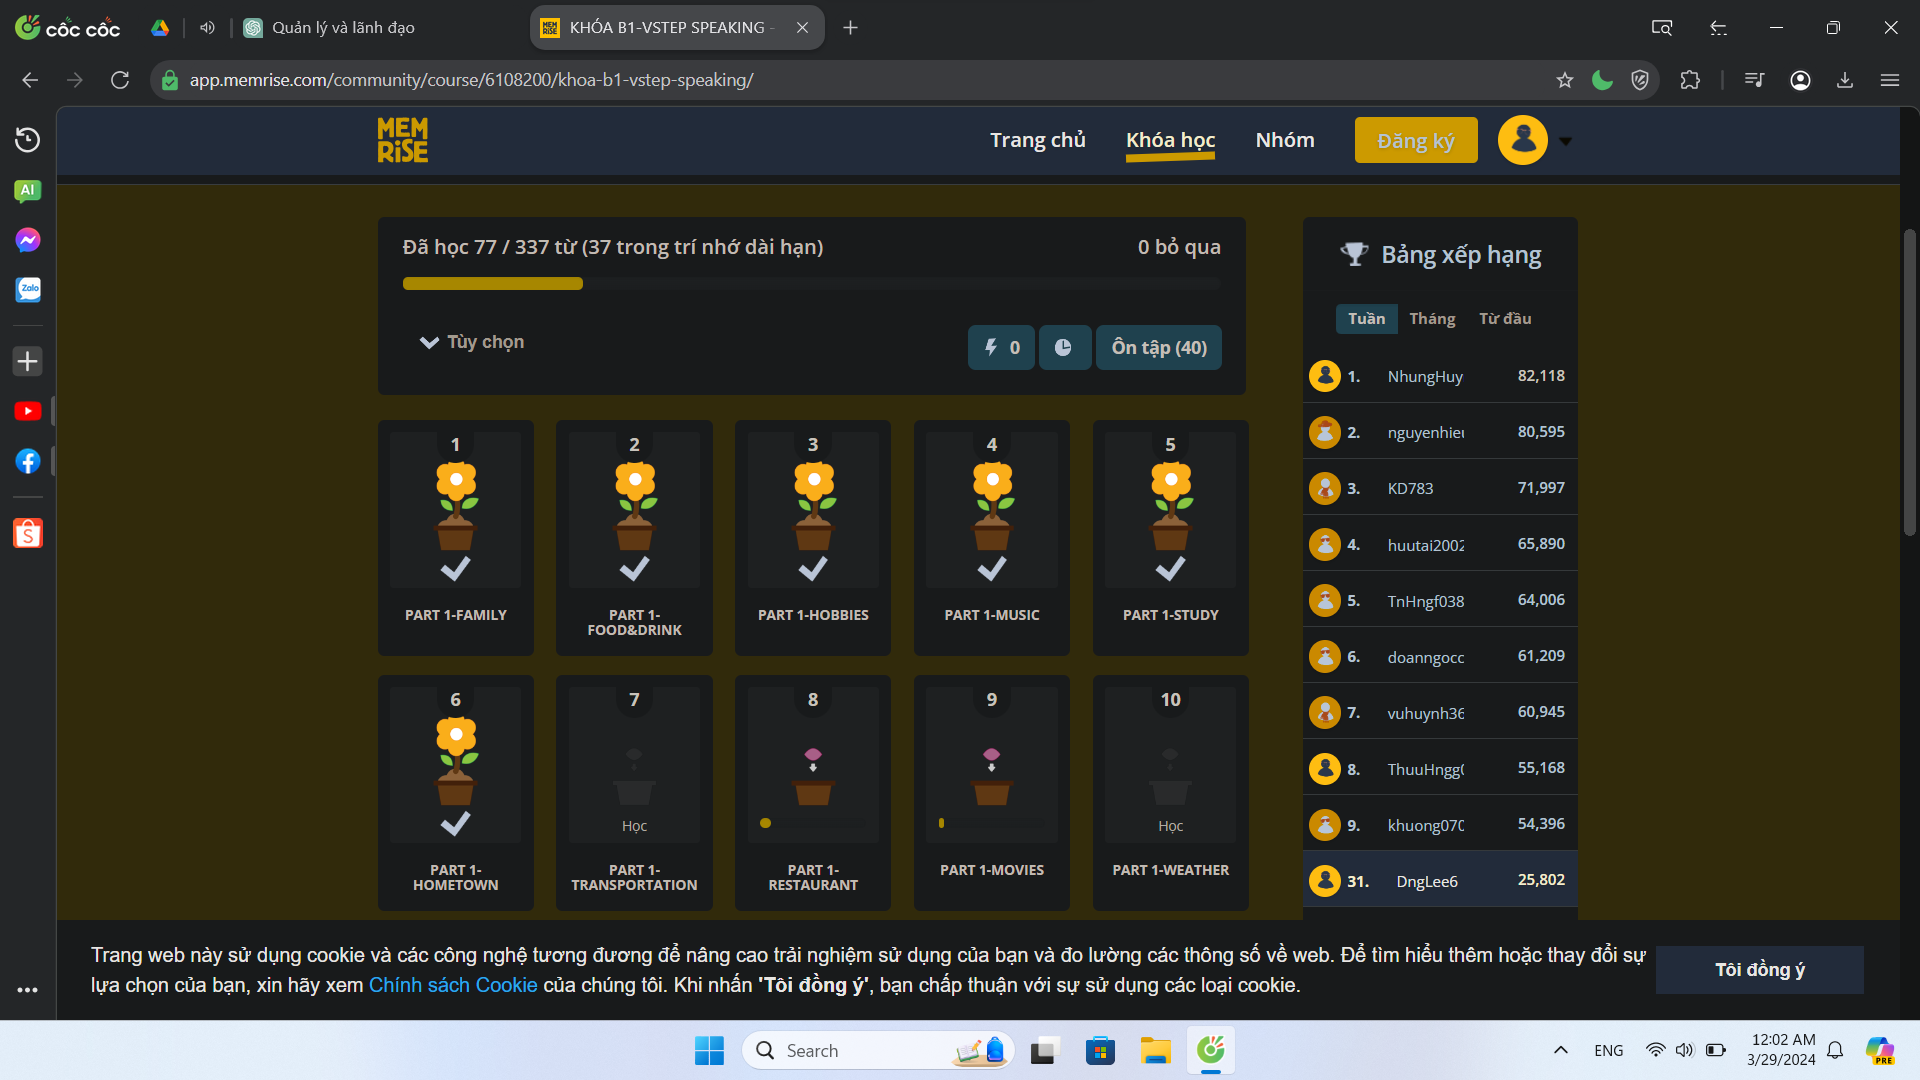 cốc cốc
Quản lý và lãnh đạo
KHÓA B1-VSTEP SPEAKING -
app.memrise.com/community/course/6108200/khoa-b1-vstep-speaking/
MEM
RiSE
Trang chủ
Khóa học
Nhóm
Đăng ký
AI
Zalo
Đã học 77 / 337 từ (37 trong trí nhớ dài hạn)
0 bỏ qua
Tùy chọn
0
Ôn tập (40)
1
PART 1-FAMILY
2
PART 1-
FOOD&DRINK
3
PART 1-HOBBIES
4
PART 1-MUSIC
5
PART 1-STUDY
6
PART 1-
HOMETOWN
7
Học
PART 1-
TRANSPORTATION
8
PART 1-
RESTAURANT
9
PART 1-MOVIES
10
Học
PART 1-WEATHER
Bảng xếp hạng
Tuần
Tháng
Từ đầu
1. NhungHuy 82,118
2. nguyenhieu 80,595
3. KD783 71,997
4. huutai2002 65,890
5. TnHngf038 64,006
6. doanngocc 61,209
7. vuhuynh36 60,945
8. ThuuHngg0 55,168
9. khuong070 54,396
31. DngLee6 25,802
Trang web này sử dụng cookie và các công nghệ tương đương để nâng cao trải nghiệm sử dụng của bạn và đo lường các thông số về web. Để tìm hiểu thêm hoặc thay đổi sự
lựa chọn của bạn, xin hãy xem Chính sách Cookie của chúng tôi. Khi nhấn 'Tôi đồng ý', bạn chấp thuận với sự sử dụng các loại cookie.
Tôi đồng ý
Search
ENG
12:02 AM
3/29/2024
PRE